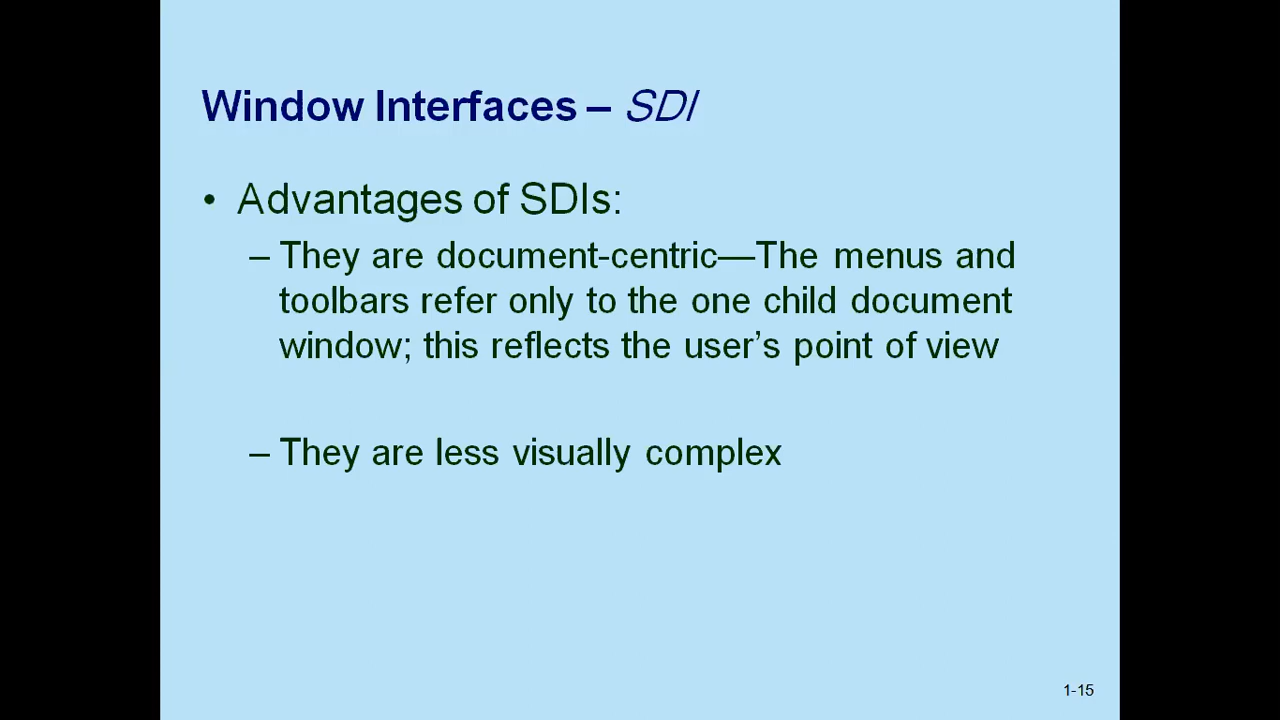 Window Interfaces – SDI
• Advantages of SDIs:
– They are document-centric—The menus and
toolbars refer only to the one child document
window; this reflects the user’s point of view
– They are less visually complex
1-15